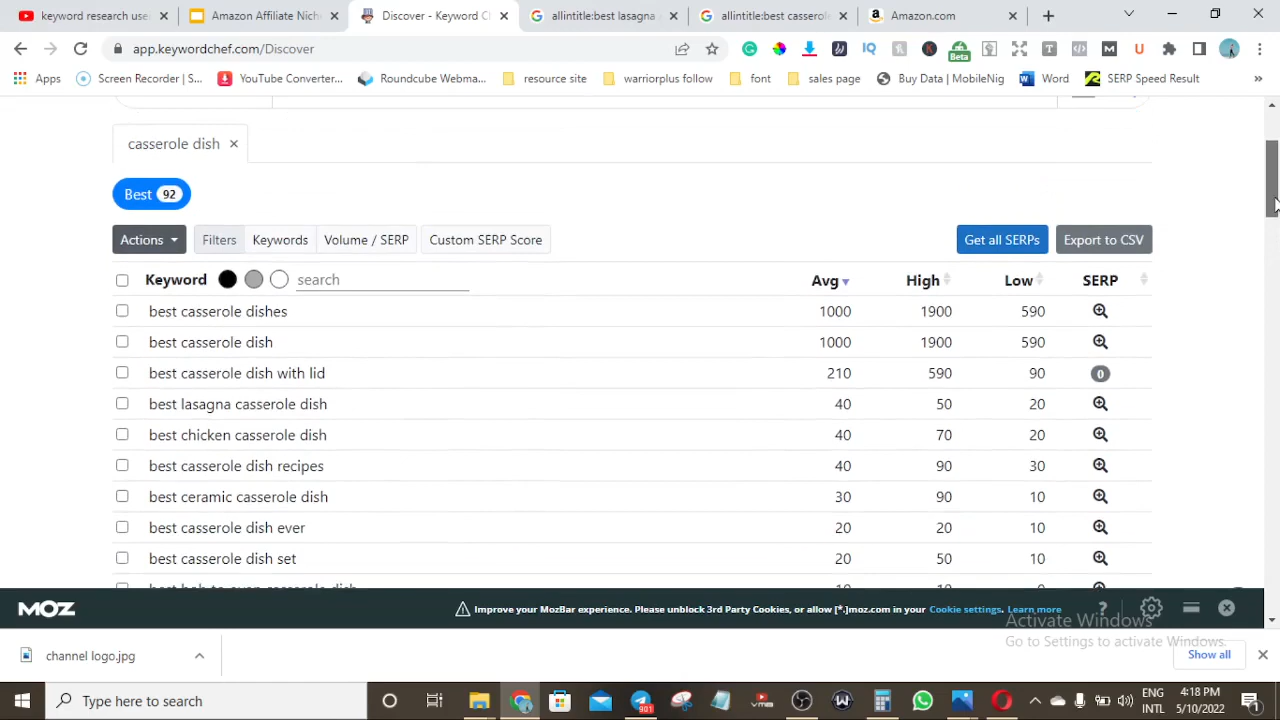 keyword research use
Amazon Affiliate Nich
Discover - Keyword C
allintitle:best lasagna
allintitle:best casserol
Amazon.com
app.keywordchef.com/Discover
Beta
Apps
Screen Recorder | S...
YouTube Converter...
Roundcube Webma...
resource site
warriorplus follow
font
sales page
Buy Data | MobileNig
Word
SERP Speed Result
casserole dish ×
Best 92
Actions
Filters
Keywords
Volume / SERP
Custom SERP Score
Get all SERPs
Export to CSV
Keyword search Avg High Low SERP
best casserole dishes 1000 1900 590
best casserole dish 1000 1900 590
best casserole dish with lid 210 590 90 0
best lasagna casserole dish 40 50 20
best chicken casserole dish 40 70 20
best casserole dish recipes 40 90 30
best ceramic casserole dish 30 90 10
best casserole dish ever 20 20 10
best casserole dish set 20 50 10
MOZ
Improve your MozBar experience. Please unblock 3rd Party Cookies, or allow [*.]moz.com in your Cookie settings. Learn more
Activate Windows
Go to Settings to activate Windows.
channel logo.jpg
Show all
Type here to search
901
ENG
INTL
4:18 PM
5/10/2022
1